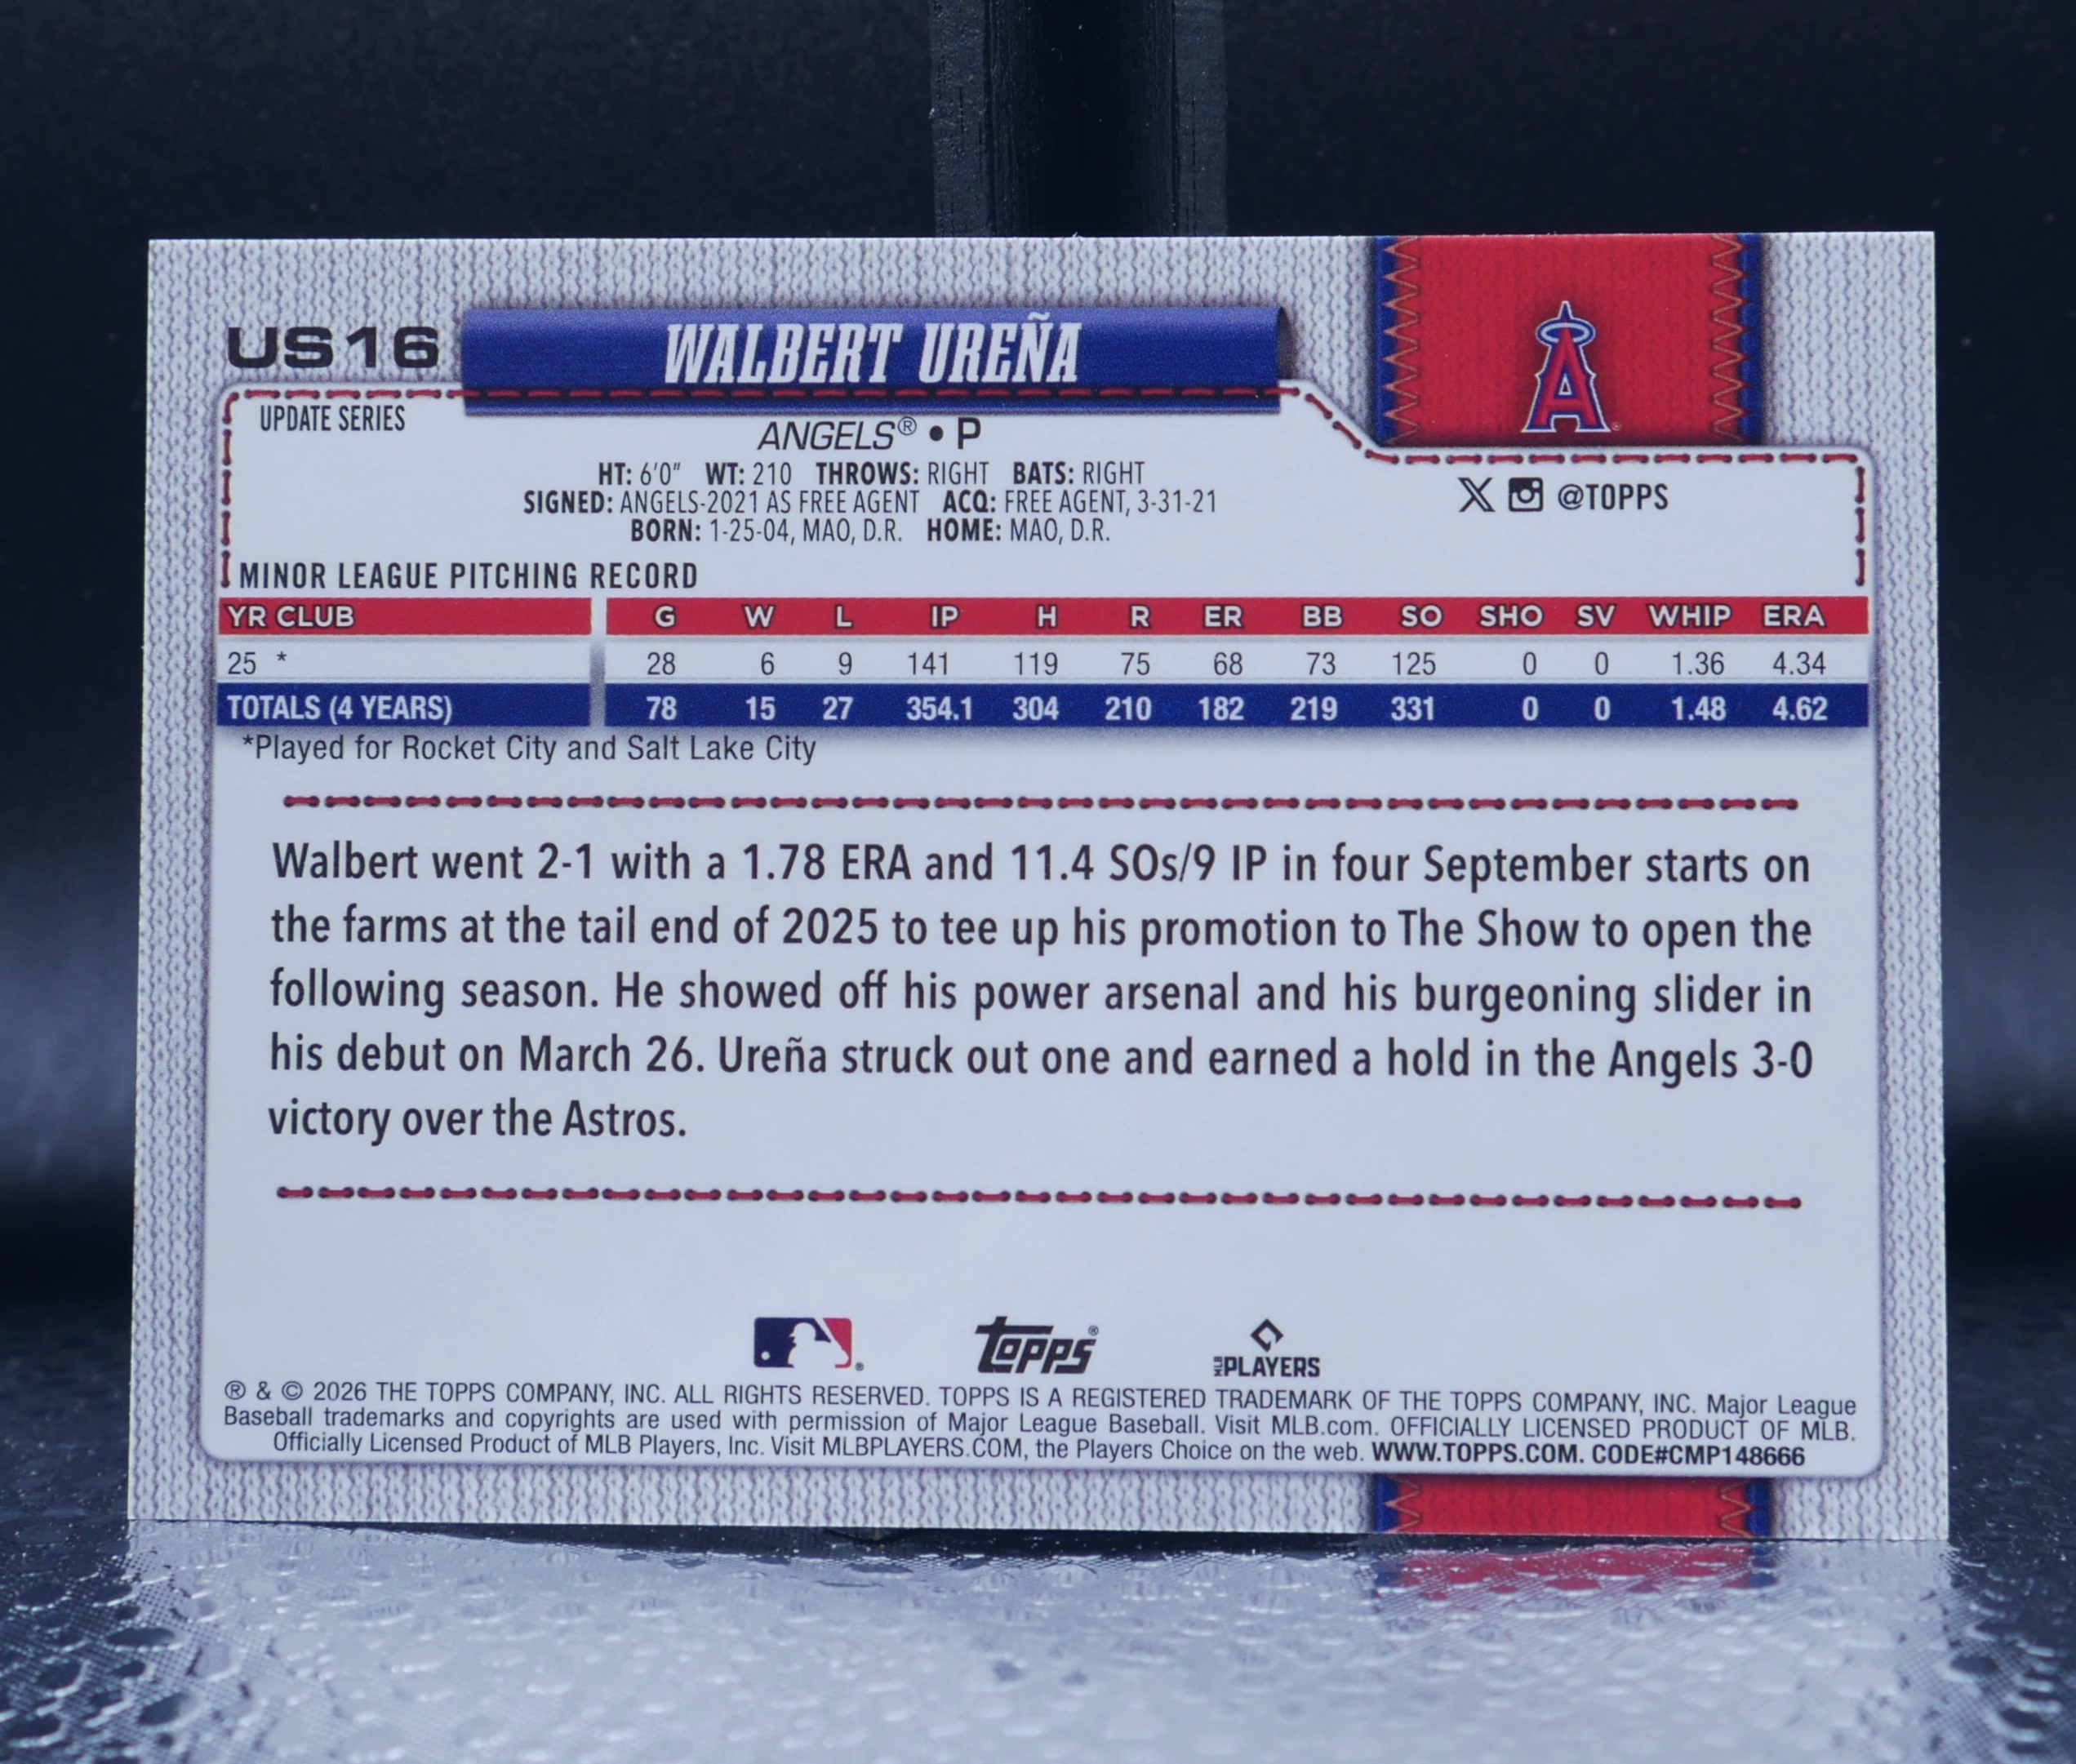 US16
WALBERT UREÑA
UPDATE SERIES
ANGELS® • P
HT: 6'0" WT: 210 THROWS: RIGHT BATS: RIGHT
SIGNED: ANGELS-2021 AS FREE AGENT ACQ: FREE AGENT, 3-31-21
BORN: 1-25-04, MAO, D.R. HOME: MAO, D.R.
A
@TOPPS
MINOR LEAGUE PITCHING RECORD
YR CLUB G W L IP H R ER BB SO SHO SV WHIP ERA
25 * 28 6 9 141 119 75 68 73 125 0 0 1.36 4.34
TOTALS (4 YEARS) 78 15 27 354.1 304 210 182 219 331 0 0 1.48 4.62
*Played for Rocket City and Salt Lake City
Walbert went 2-1 with a 1.78 ERA and 11.4 SOs/9 IP in four September starts on
the farms at the tail end of 2025 to tee up his promotion to The Show to open the
following season. He showed off his power arsenal and his burgeoning slider in
his debut on March 26. Ureña struck out one and earned a hold in the Angels 3-0
victory over the Astros.
TOPPS®
MLB PLAYERS
® & © 2026 THE TOPPS COMPANY, INC. ALL RIGHTS RESERVED. TOPPS IS A REGISTERED TRADEMARK OF THE TOPPS COMPANY, INC. Major League
Baseball trademarks and copyrights are used with permission of Major League Baseball. Visit MLB.com. OFFICIALLY LICENSED PRODUCT OF MLB.
Officially Licensed Product of MLB Players, Inc. Visit MLBPLAYERS.COM, the Players Choice on the web. WWW.TOPPS.COM. CODE#CMP148666